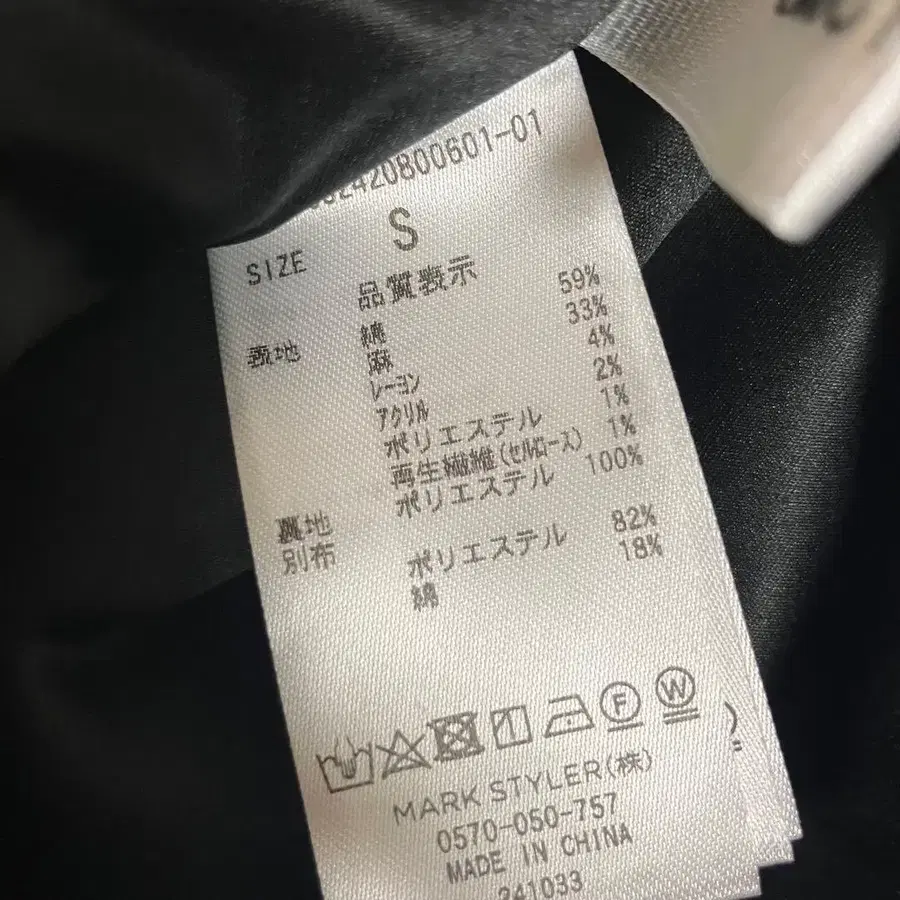 2420800601-01
SIZE S
品質表示
表地 綿 59%
麻 33%
レーヨン 4%
アクリル 2%
ポリエステル 1%
再生繊維(セルロース) 1%
裏地 ポリエステル 100%
別布 ポリエステル 82%
綿 18%
F W
MARK STYLER(株)
0570-050-757
MADE IN CHINA
241033